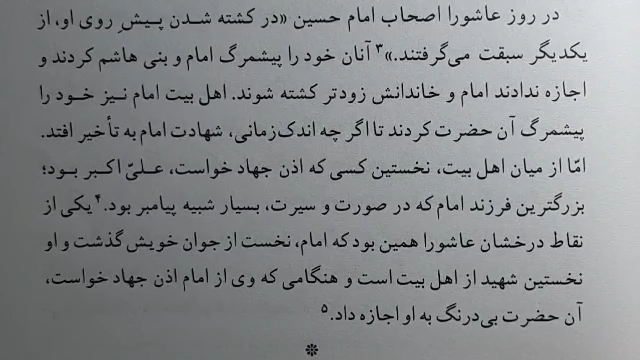 در روز عاشورا اصحاب امام حسین «در کشته شدن پیشِ روی او، از
یکدیگر سبقت می‌گرفتند.»۳ آنان خود را پیشمرگ امام و بنی هاشم کردند و
اجازه ندادند امام و خاندانش زودتر کشته شوند. اهل بیت امام نیز خود را
پیشمرگ آن حضرت کردند تا اگر چه اندک‌زمانی، شهادت امام به تأخیر افتد.
امّا از میان اهل بیت، نخستین کسی که اذن جهاد خواست، علیّ اکبر بود؛
بزرگترین فرزند امام که در صورت و سیرت، بسیار شبیه پیامبر بود.۴ یکی از
نقاط درخشان عاشورا همین بود که امام، نخست از جوان خویش گذشت و او
نخستین شهید از اهل بیت است و هنگامی که وی از امام اذن جهاد خواست،
آن حضرت بی‌درنگ به او اجازه داد.۵
❊